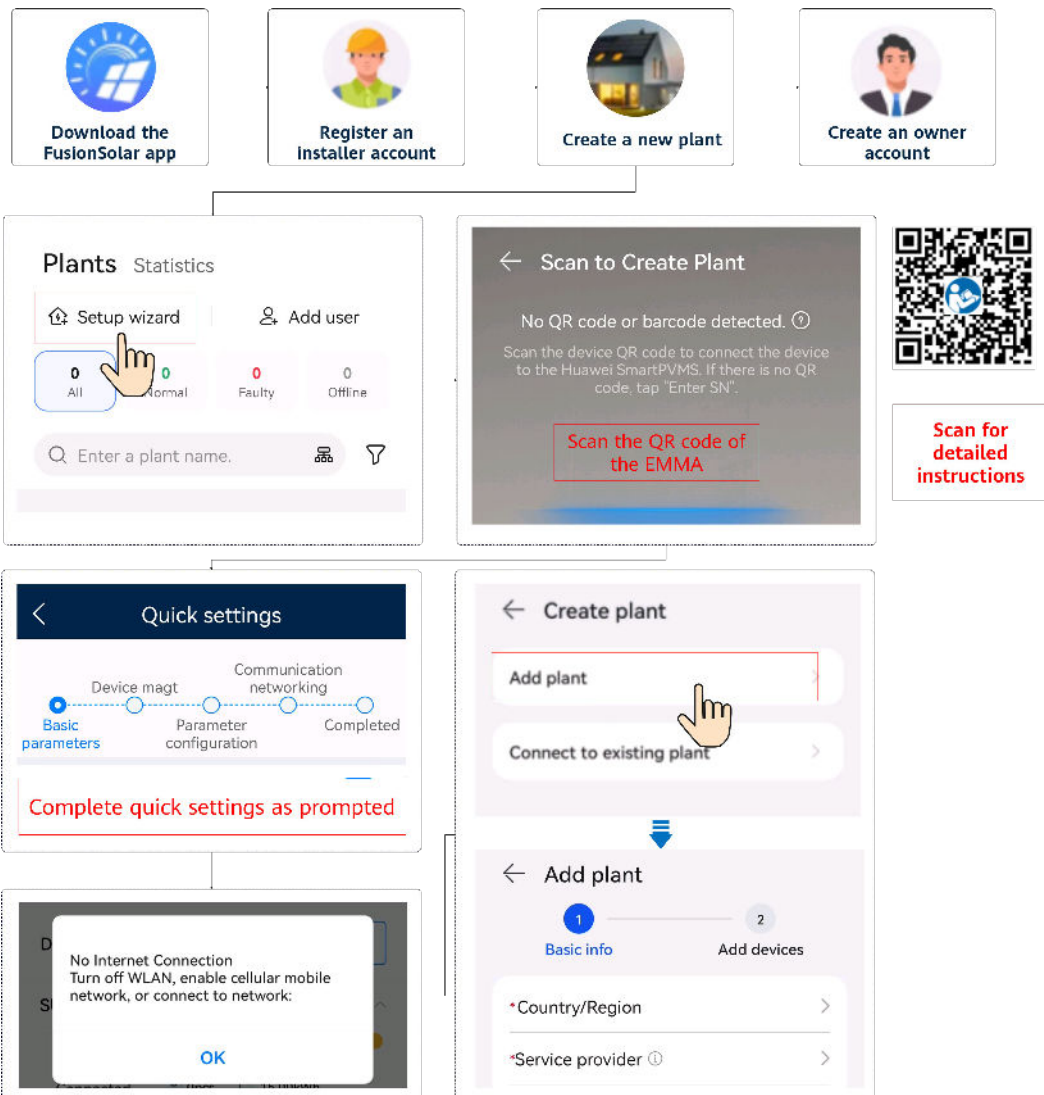 Download the
FusionSolar app
Register an
installer account
Create a new plant
Create an owner
account
Plants Statistics
Setup wizard
Add user
0
All
0
Normal
0
Faulty
0
Offline
Enter a plant name.
Scan to Create Plant
No QR code or barcode detected.
Scan the device QR code to connect the device
to the Huawei SmartPVMS. If there is no QR
code, tap "Enter SN".
Scan the QR code of
the EMMA
Scan for
detailed
instructions
Quick settings
Device magt
Communication
networking
Basic
parameters
Parameter
configuration
Completed
Complete quick settings as prompted
Create plant
Add plant
Connect to existing plant
No Internet Connection
Turn off WLAN, enable cellular mobile
network, or connect to network:
OK
Add plant
1
Basic info
2
Add devices
*Country/Region
*Service provider